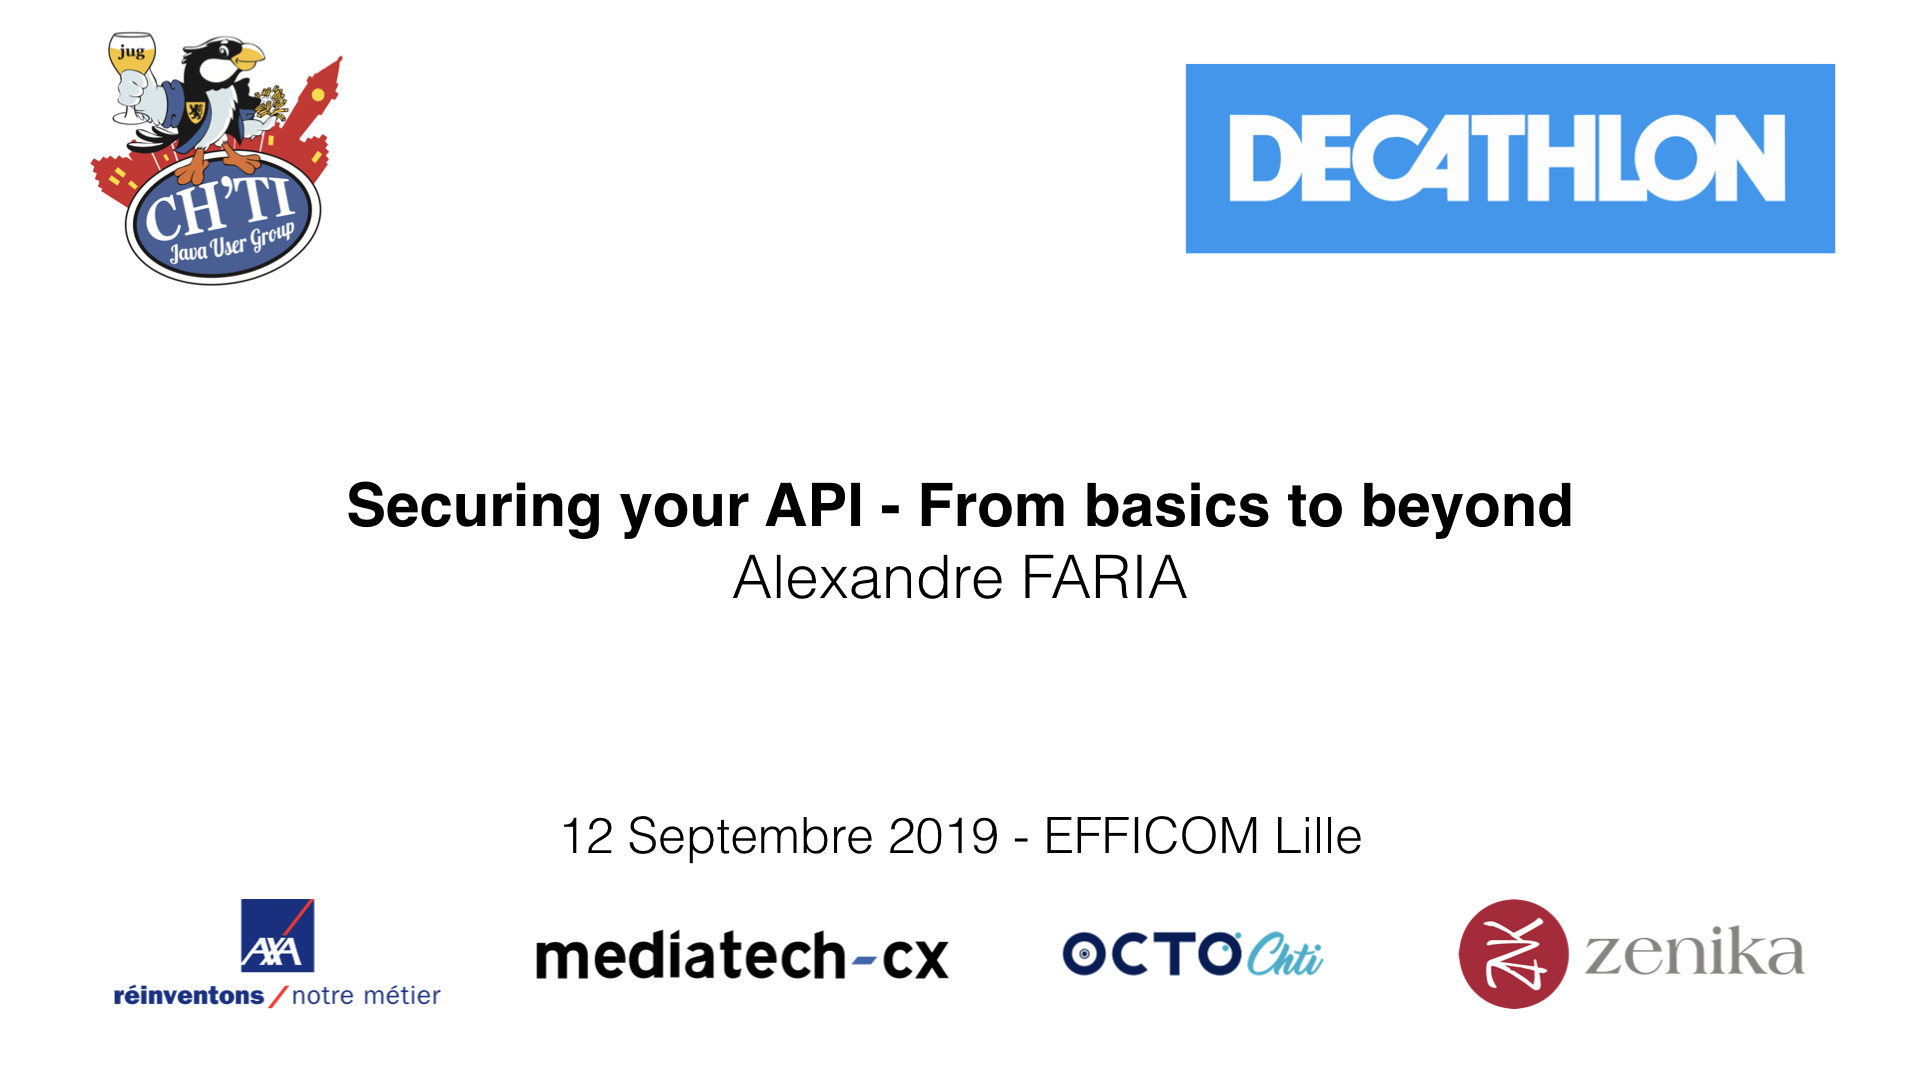 jug
CH'TI
Java User Group
DECATHLON
Securing your API - From basics to beyond
Alexandre FARIA
12 Septembre 2019 - EFFICOM Lille
AXA
réinventons / notre métier
mediatech-cx
OCTO Chti
zenika